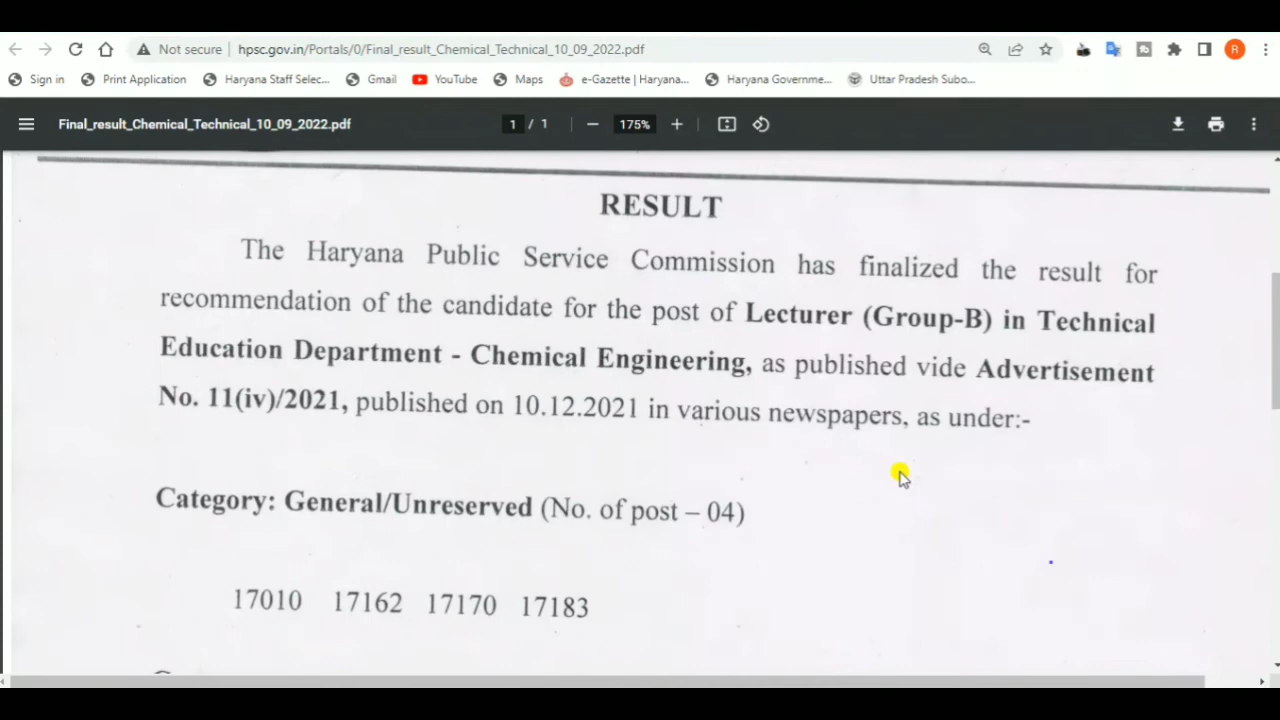 Not secure | hpsc.gov.in/Portals/0/Final_result_Chemical_Technical_10_09_2022.pdf
R
Sign in Print Application Haryana Staff Selec... Gmail YouTube Maps e-Gazette | Haryana... Haryana Governme... Uttar Pradesh Subo...
Final_result_Chemical_Technical_10_09_2022.pdf 1 / 1 175%
RESULT
The Haryana Public Service Commission has finalized the result for
recommendation of the candidate for the post of Lecturer (Group-B) in Technical
Education Department - Chemical Engineering, as published vide Advertisement
No. 11(iv)/2021, published on 10.12.2021 in various newspapers, as under:-
Category: General/Unreserved (No. of post – 04)
17010 17162 17170 17183